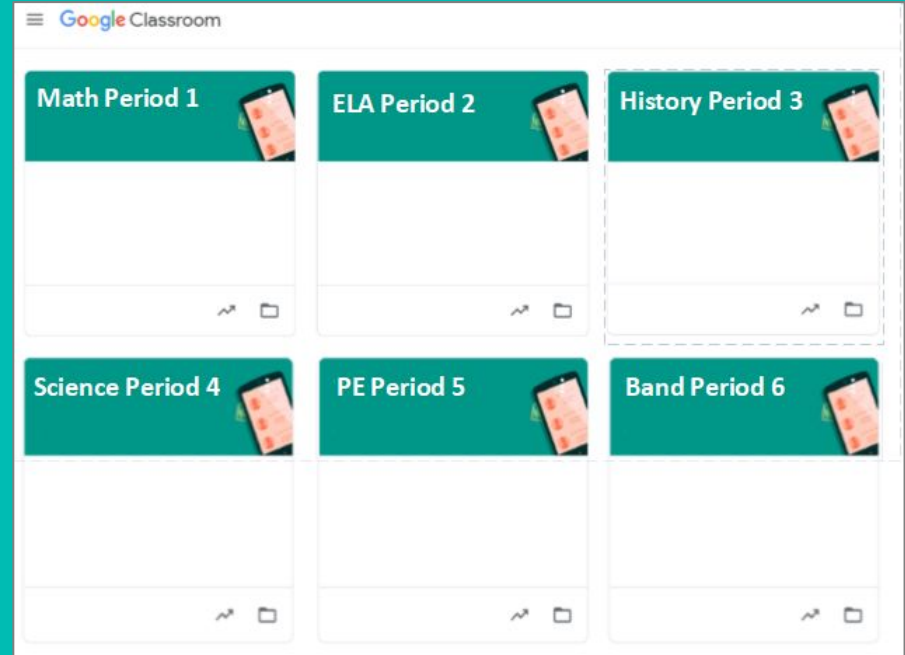 Google Classroom
Math Period 1
ELA Period 2
History Period 3
Science Period 4
PE Period 5
Band Period 6